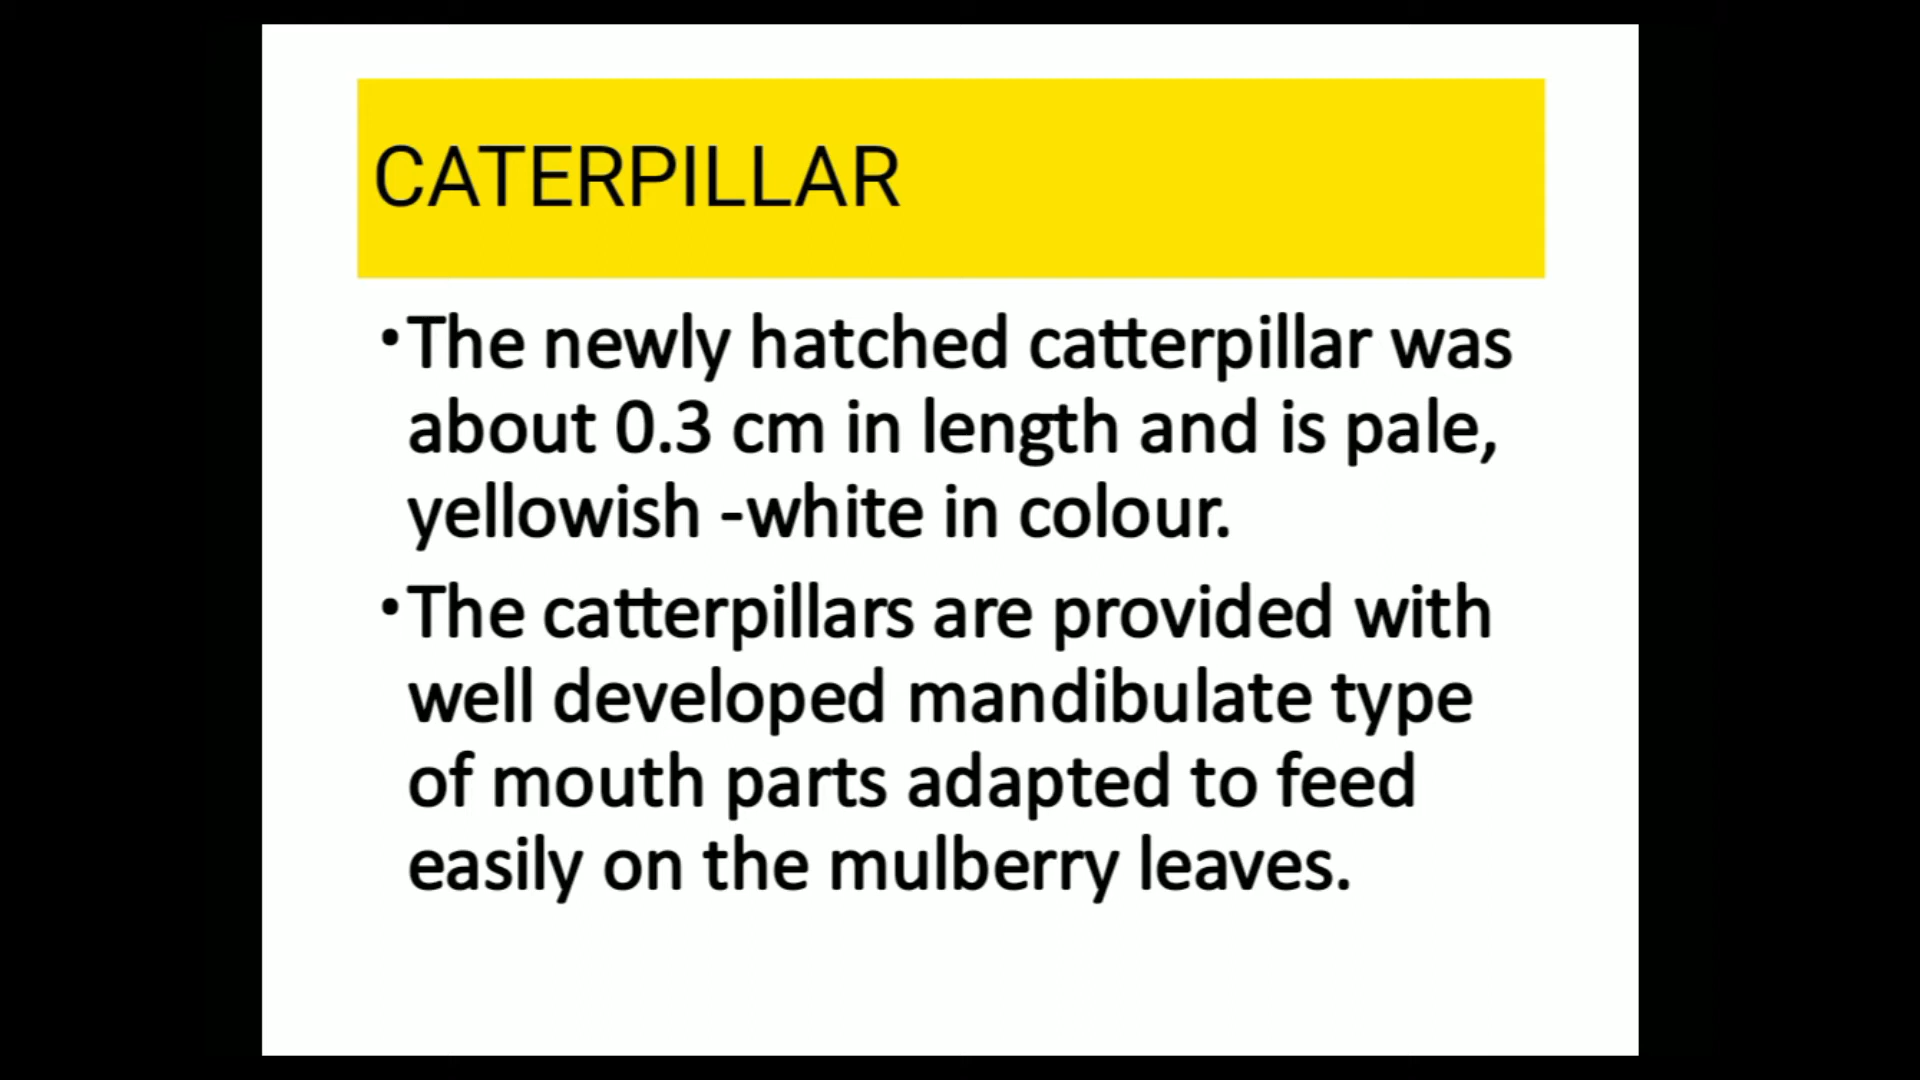 CATERPILLAR
•The newly hatched catterpillar was
about 0.3 cm in length and is pale,
yellowish -white in colour.
•The catterpillars are provided with
well developed mandibulate type
of mouth parts adapted to feed
easily on the mulberry leaves.